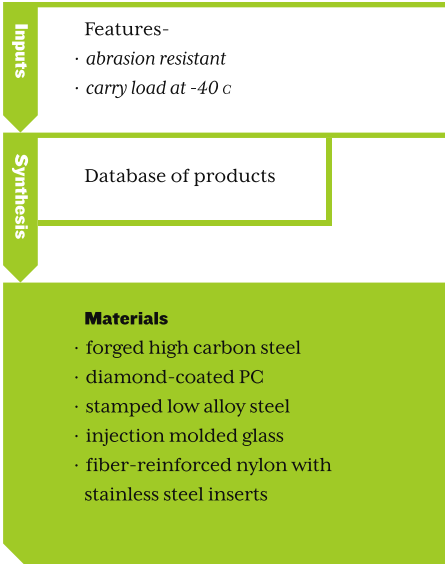 Inputs
Features-
· abrasion resistant
· carry load at -40 C
Synthesis
Database of products
Materials
· forged high carbon steel
· diamond-coated PC
· stamped low alloy steel
· injection molded glass
· fiber-reinforced nylon with
stainless steel inserts